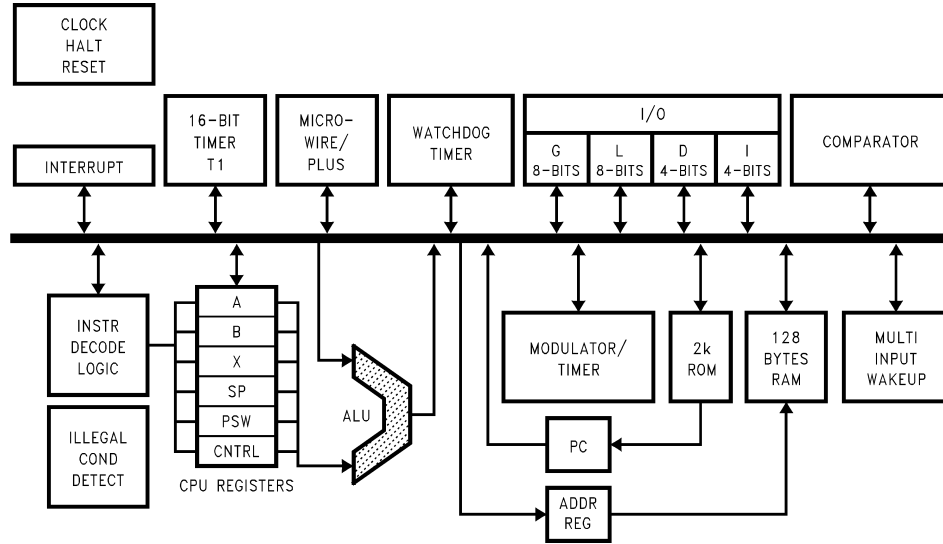 CLOCK
HALT
RESET
INTERRUPT
16-BIT
TIMER
T1
MICRO-
WIRE/
PLUS
WATCHDOG
TIMER
I/O
G
8-BITS
L
8-BITS
D
4-BITS
I
4-BITS
COMPARATOR
INSTR
DECODE
LOGIC
ILLEGAL
COND
DETECT
A
B
X
SP
PSW
CNTRL
CPU REGISTERS
ALU
MODULATOR/
TIMER
2k
ROM
128
BYTES
RAM
MULTI
INPUT
WAKEUP
PC
ADDR
REG